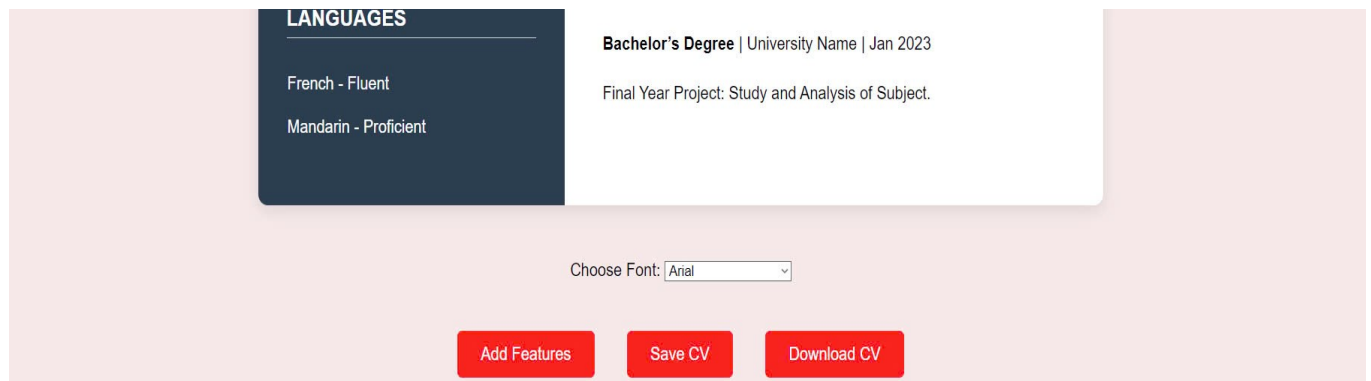 LANGUAGES
French - Fluent
Mandarin - Proficient
Bachelor’s Degree | University Name | Jan 2023
Final Year Project: Study and Analysis of Subject.
Choose Font: Arial
Add Features
Save CV
Download CV